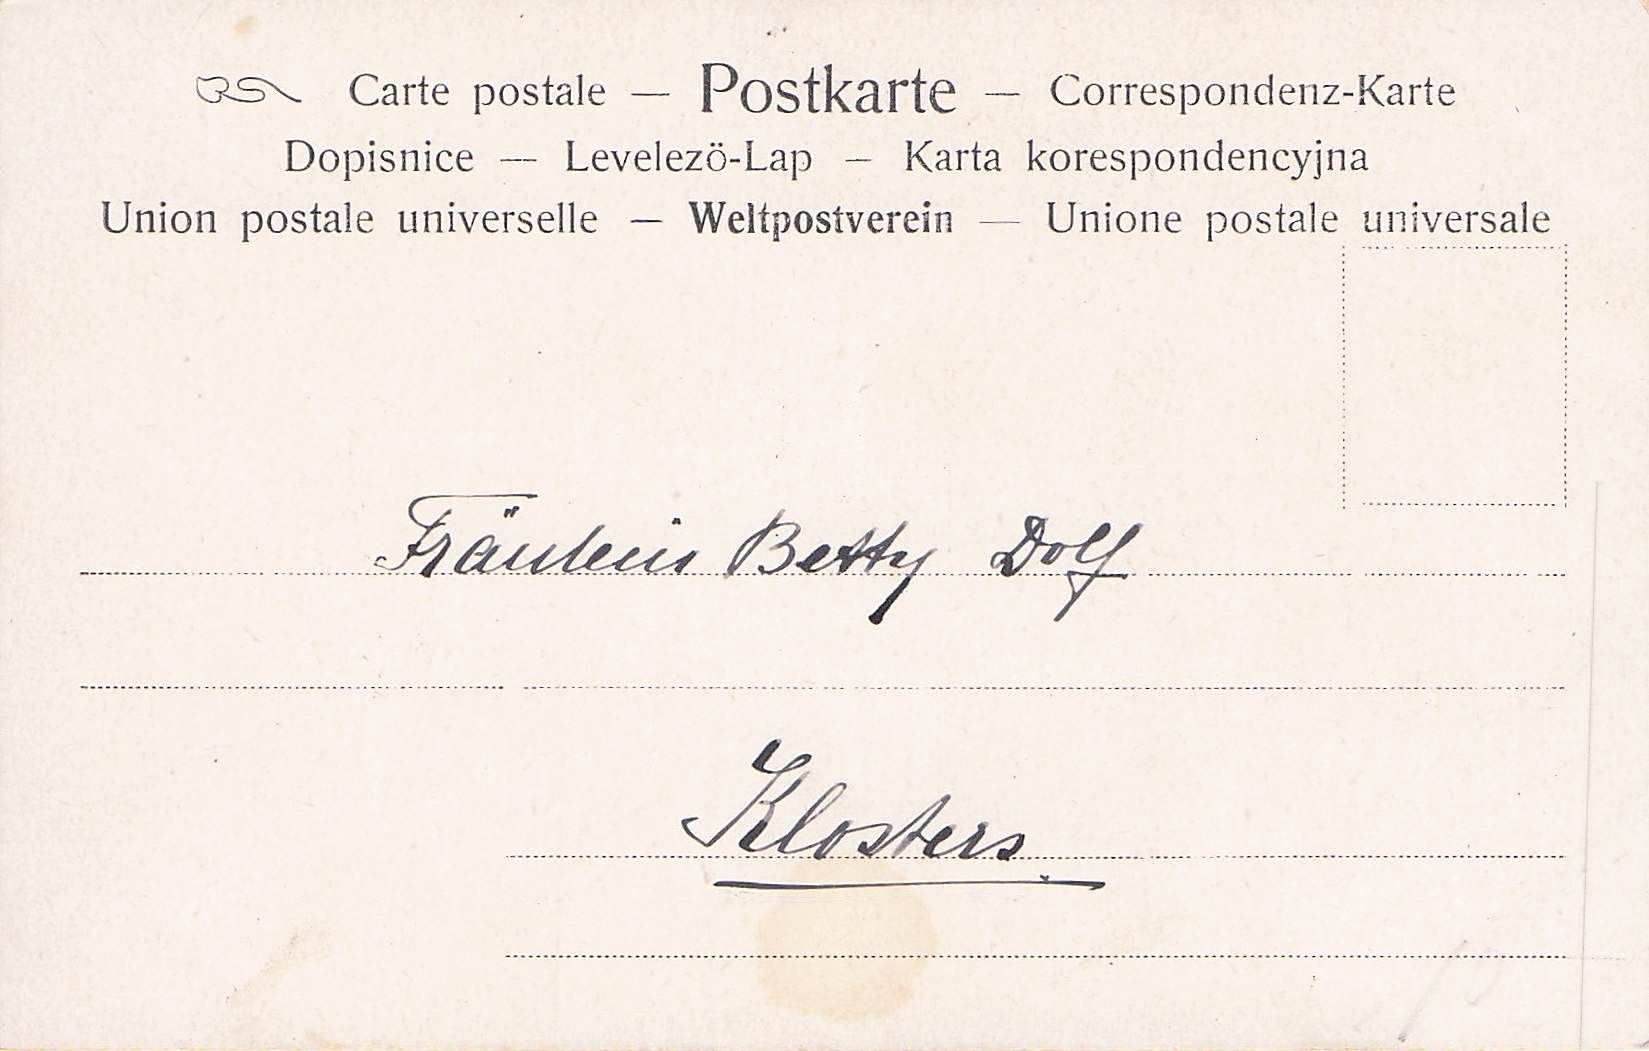 Carte postale — Postkarte — Correspondenz-Karte
Dopisnice — Levelezö-Lap — Karta korespondencyjna
Union postale universelle — Weltpostverein — Unione postale universale
Fräulein Betty Dolf
Klosters